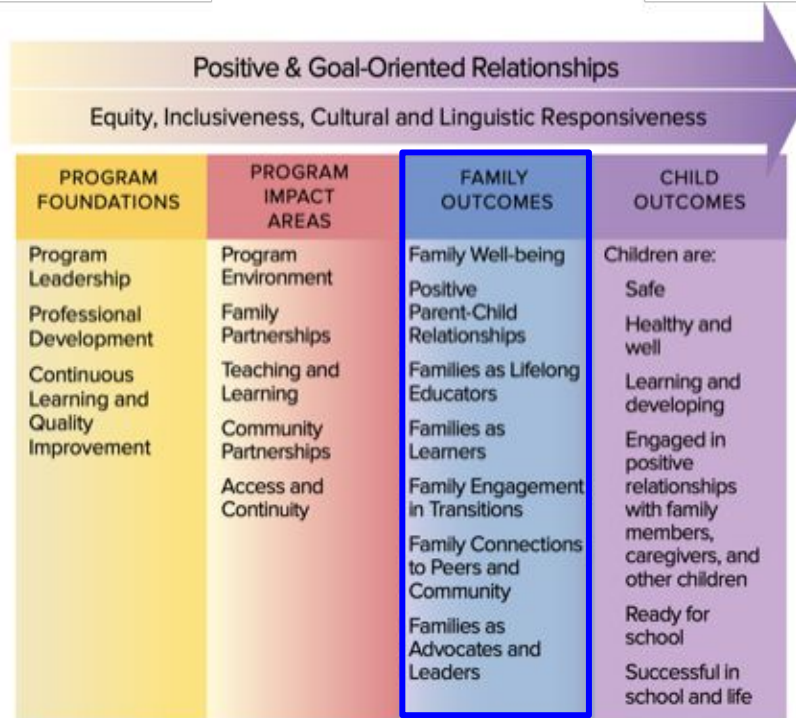 Positive & Goal-Oriented Relationships
Equity, Inclusiveness, Cultural and Linguistic Responsiveness
PROGRAM
FOUNDATIONS
Program
Leadership
Professional
Development
Continuous
Learning and
Quality
Improvement
PROGRAM
IMPACT
AREAS
Program
Environment
Family
Partnerships
Teaching and
Learning
Community
Partnerships
Access and
Continuity
FAMILY
OUTCOMES
Family Well-being
Positive
Parent-Child
Relationships
Families as Lifelong
Educators
Families as
Learners
Family Engagement
in Transitions
Family Connections
to Peers and
Community
Families as
Advocates and
Leaders
CHILD
OUTCOMES
Children are:
Safe
Healthy and
well
Learning and
developing
Engaged in
positive
relationships
with family
members,
caregivers, and
other children
Ready for
school
Successful in
school and life